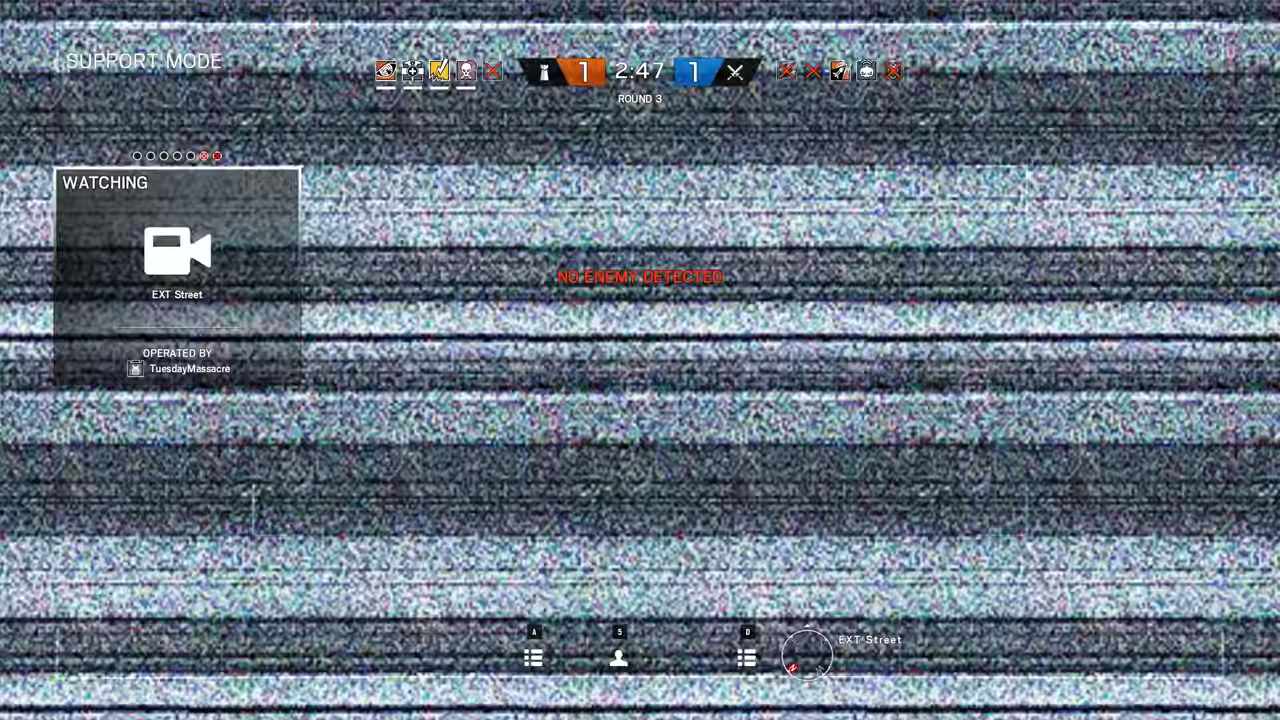 SUPPORT MODE
1 2:47 1
ROUND 3
WATCHING
EXT Street
OPERATED BY
TuesdayMassacre
NO ENEMY DETECTED
A 5 D
EXT Street
N